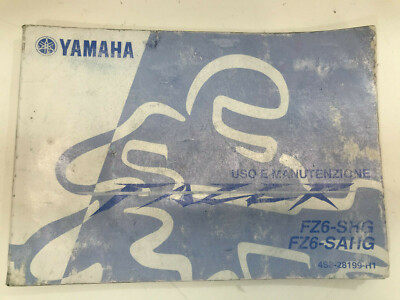 YAMAHA
USO E MANUTENZIONE
FAZER
FZ6-SHG
FZ6-SAHG